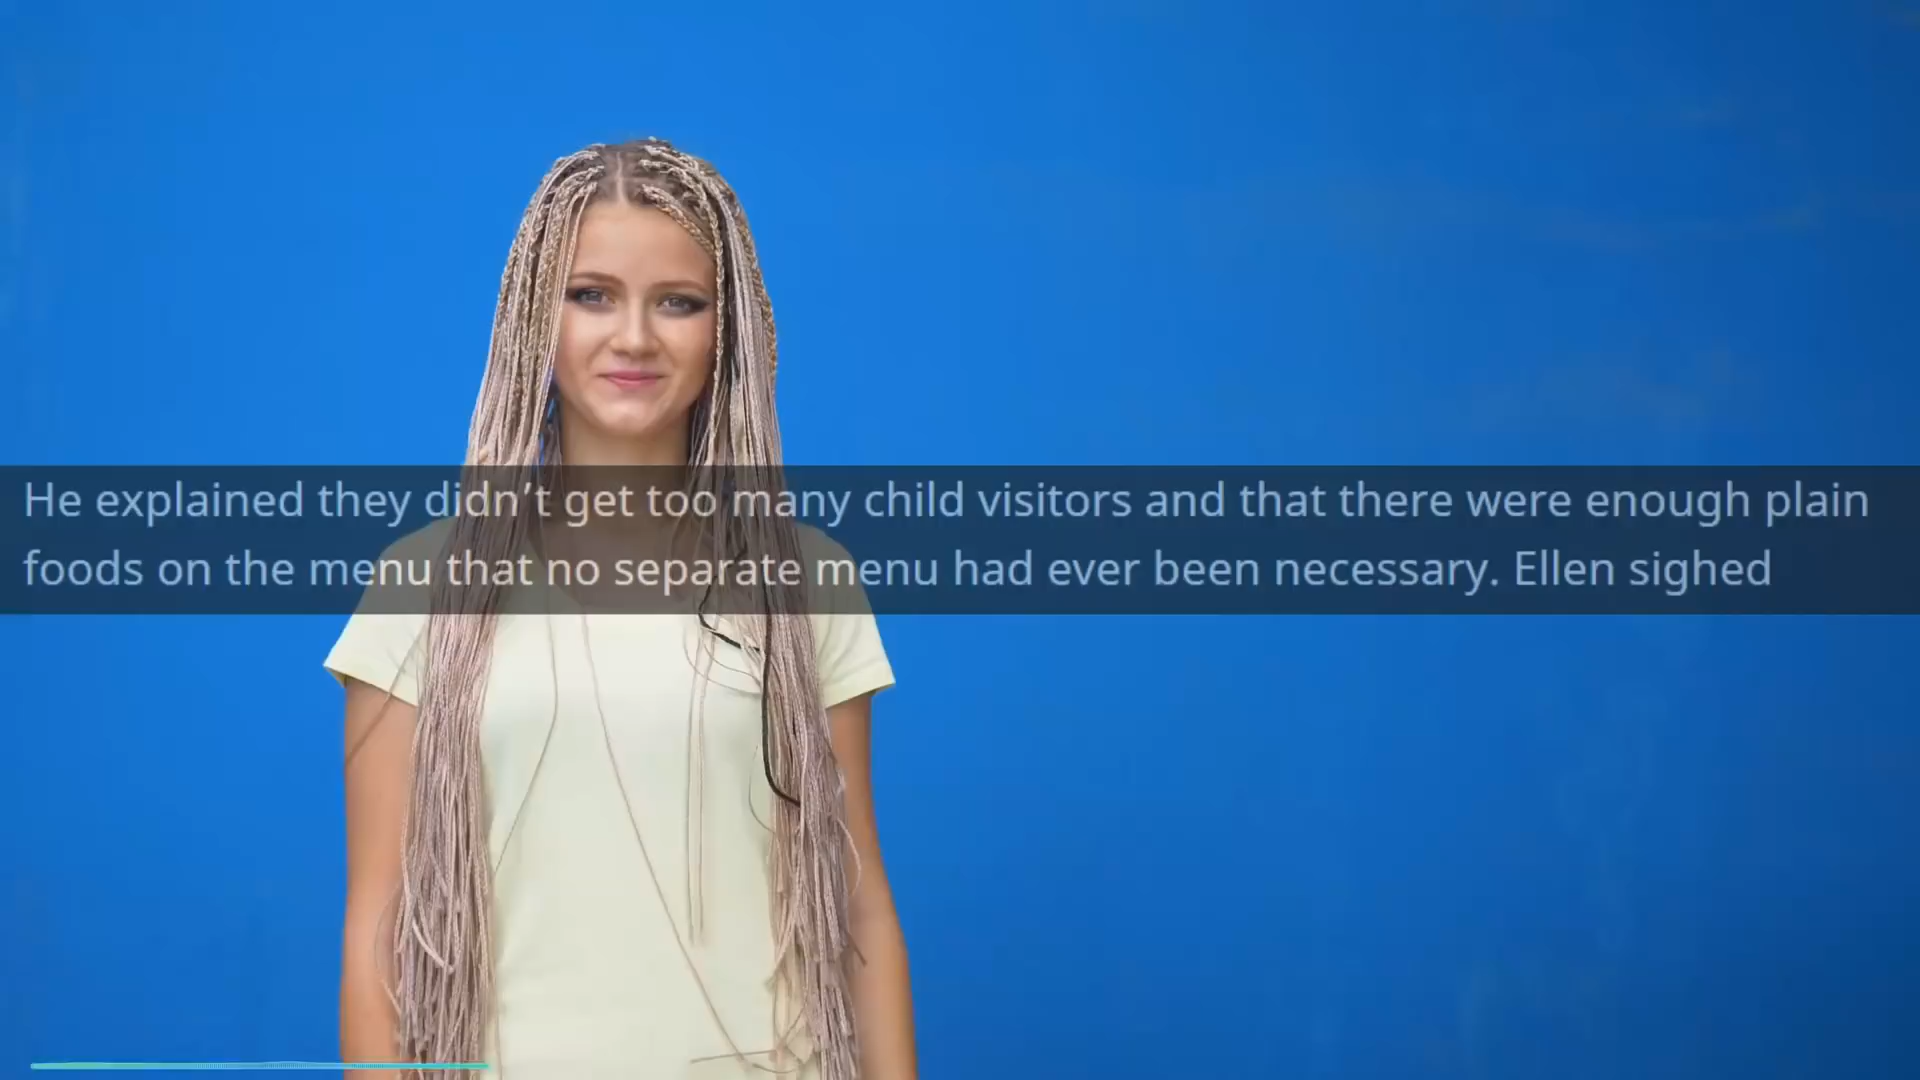 He explained they didn’t get too many child visitors and that there were enough plain
foods on the menu that no separate menu had ever been necessary. Ellen sighed